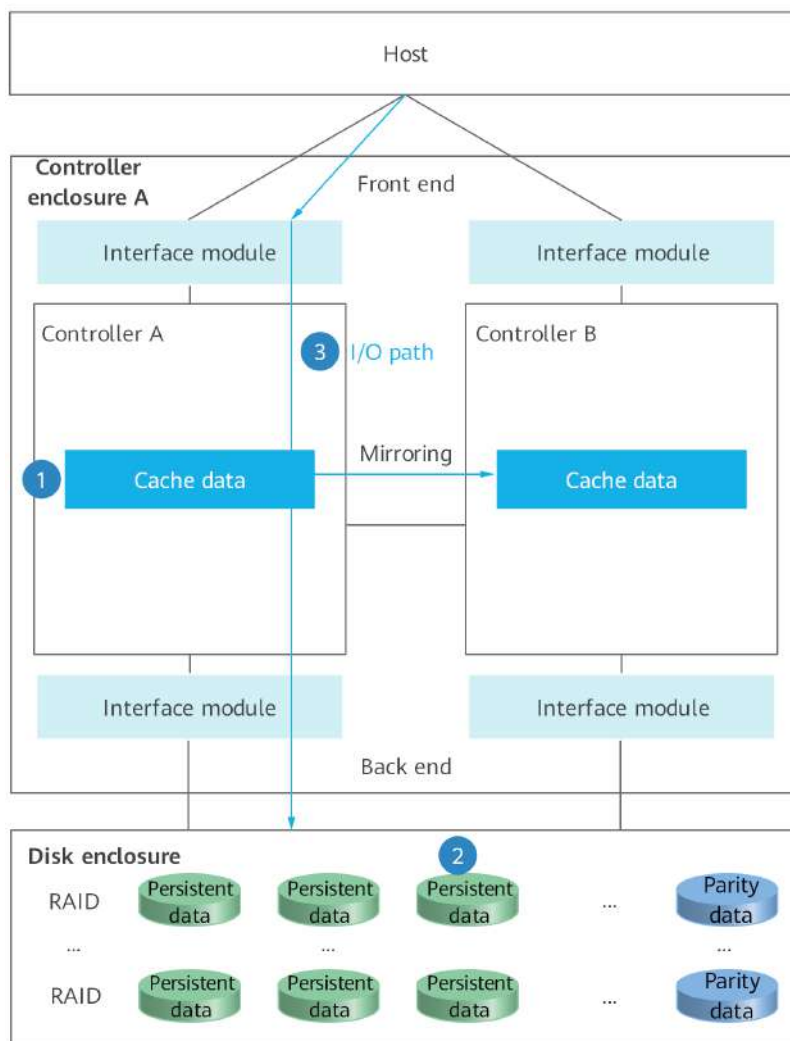 Host
Controller
enclosure A
Front end
Interface module
Interface module
Controller A
Controller B
3 I/O path
Mirroring
1
Cache data
Cache data
Interface module
Interface module
Back end
Disk enclosure
2
RAID
Persistent
data
Persistent
data
Persistent
data
...
Parity
data
...
...
...
RAID
Persistent
data
Persistent
data
Persistent
data
...
Parity
data